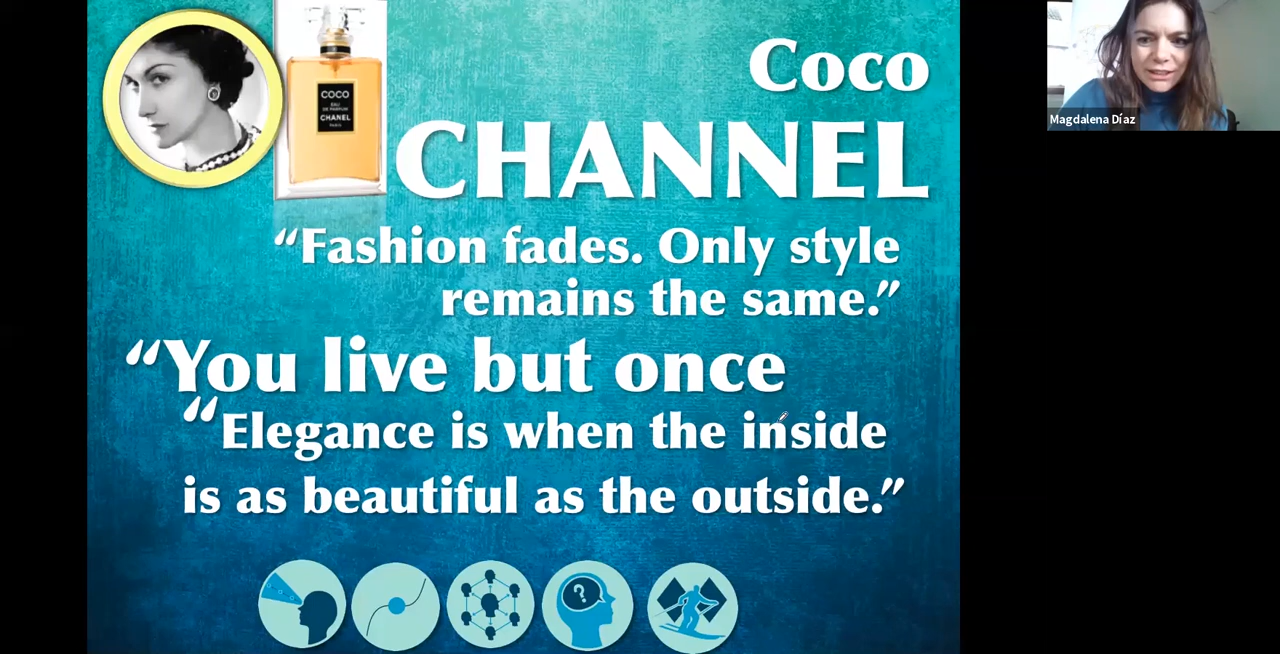 Coco
CHANNEL
COCO
EAU
DE PARFUM
CHANEL
PARIS
“Fashion fades. Only style
remains the same.”
“You live but once
“Elegance is when the inside
is as beautiful as the outside.”
?
Magdalena Díaz